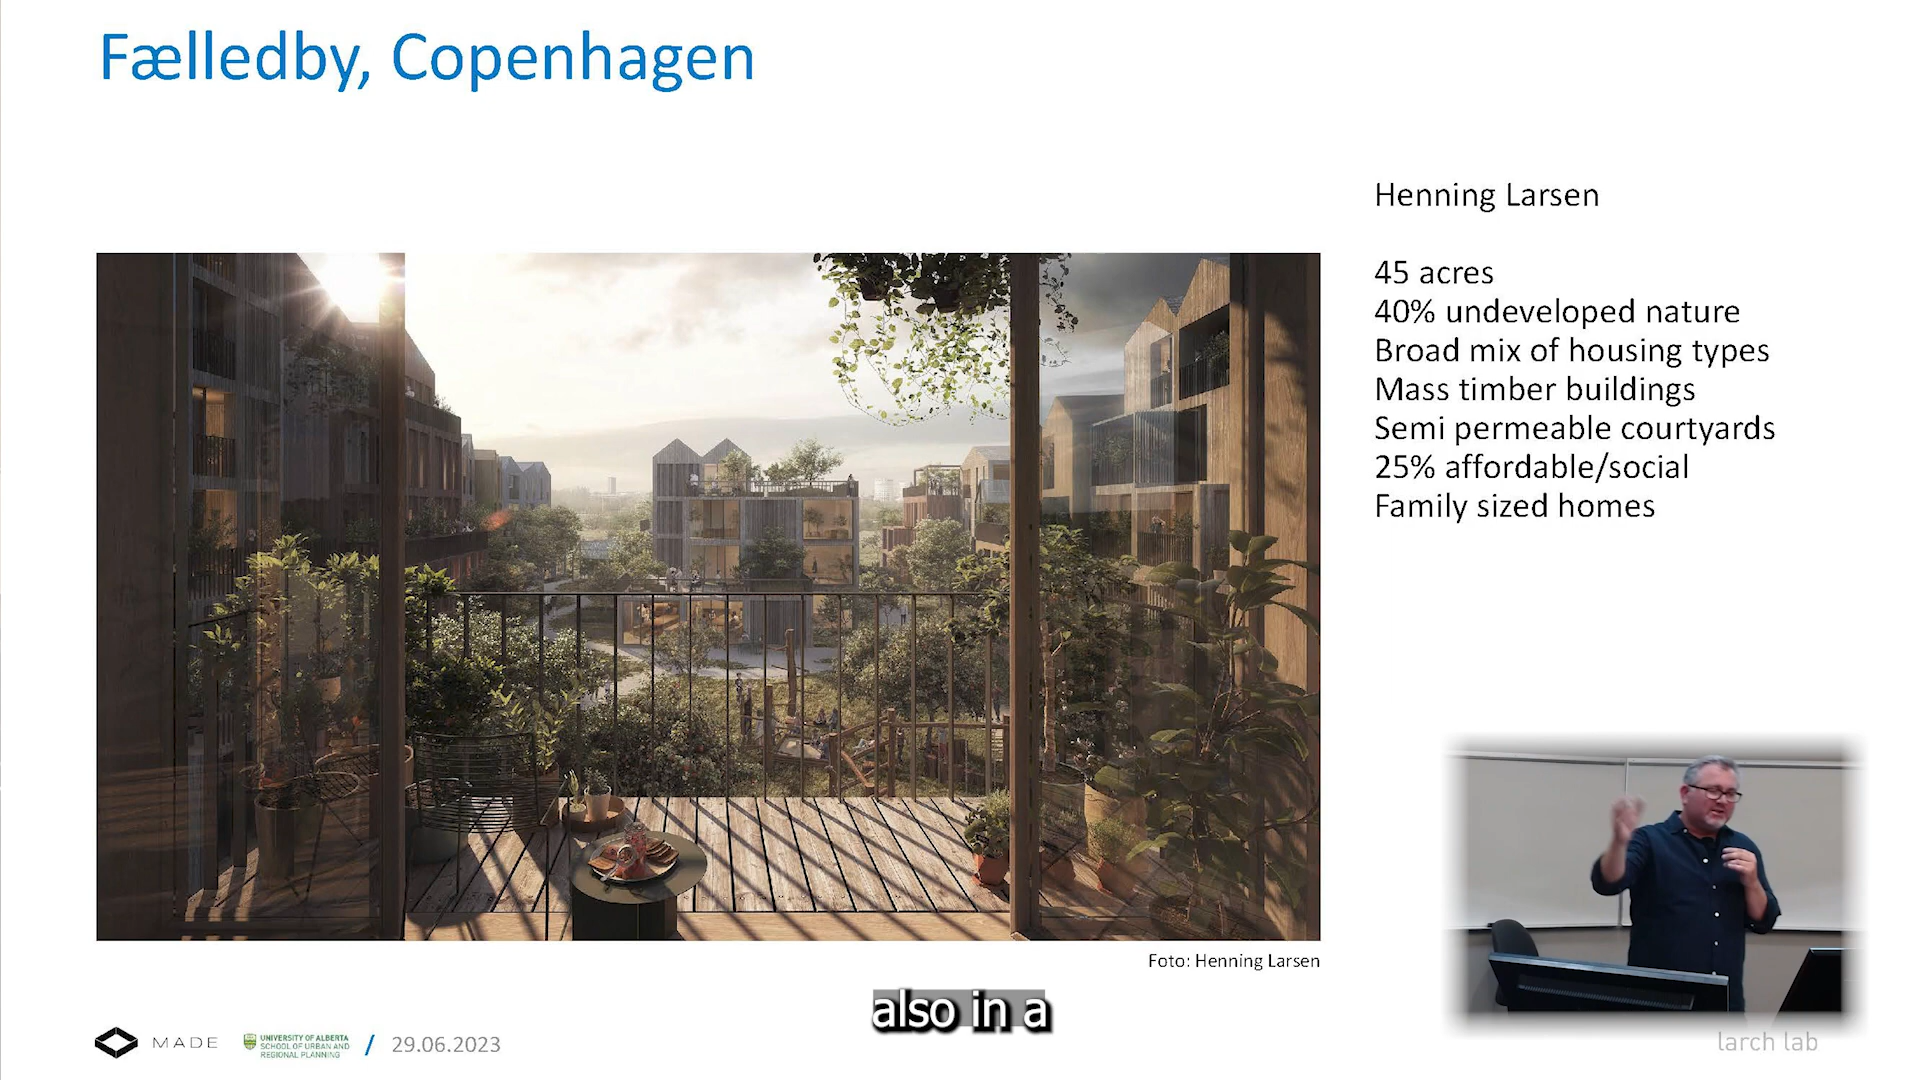 Fælledby, Copenhagen
Henning Larsen
45 acres
40% undeveloped nature
Broad mix of housing types
Mass timber buildings
Semi permeable courtyards
25% affordable/social
Family sized homes
Foto: Henning Larsen
also in a
MADE
UNIVERSITY OF ALBERTA
SCHOOL OF URBAN AND
REGIONAL PLANNING
/ 29.06.2023
larch lab